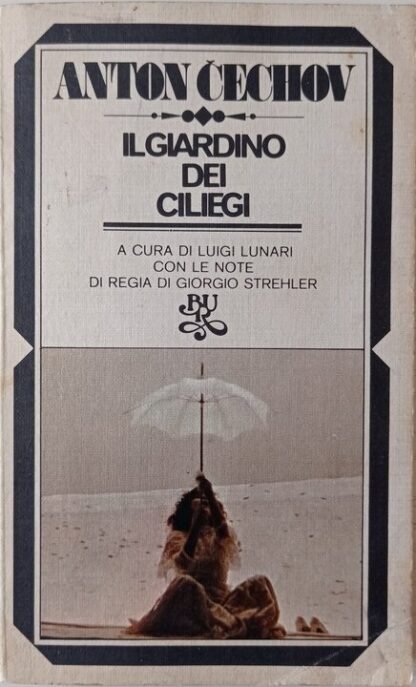 ANTON ČECHOV
IL GIARDINO
DEI
CILIEGI
A CURA DI LUIGI LUNARI
CON LE NOTE
DI REGIA DI GIORGIO STREHLER
BUR